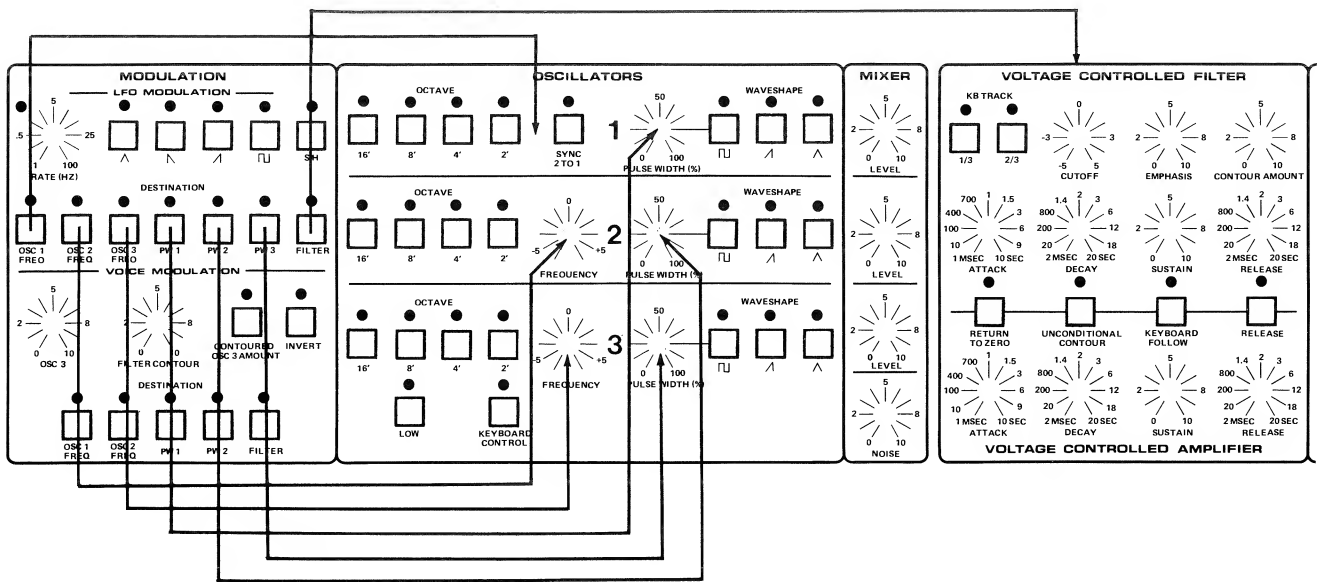 MODULATION
LFO MODULATION
5
.5 25
1 100
RATE (HZ)
S/H
DESTINATION
OSC 1 FREQ
OSC 2 FREQ
OSC 3 FREQ
PW 1
PW 2
PW 3
FILTER
VOICE MODULATION
5
2 8
0 10
OSC 3
5
2 8
0 10
FILTER CONTOUR
CONTOURED OSC 3 AMOUNT
INVERT
DESTINATION
OSC 1 FREQ
OSC 2 FREQ
PW 1
PW 2
FILTER
OSCILLATORS
OCTAVE
16' 8' 4' 2'
SYNC 2 TO 1
1
50
0 100
PULSE WIDTH (%)
WAVESHAPE
OCTAVE
16' 8' 4' 2'
0
-5 +5
FREQUENCY
2
50
0 100
PULSE WIDTH (%)
WAVESHAPE
OCTAVE
16' 8' 4' 2'
LOW
KEYBOARD CONTROL
0
-5 +5
FREQUENCY
3
50
0 100
PULSE WIDTH (%)
WAVESHAPE
MIXER
5
2 8
0 10
LEVEL
5
2 8
0 10
LEVEL
5
2 8
0 10
LEVEL
5
2 8
0 10
NOISE
VOLTAGE CONTROLLED FILTER
KB TRACK
1/3 2/3
0
-3 3
-5 5
CUTOFF
5
2 8
0 10
EMPHASIS
5
2 8
0 10
CONTOUR AMOUNT
700 1 1.5
400 3
100 6
10 9
1 MSEC 10 SEC
ATTACK
1.4 2 3
800 6
200 12
20 18
2 MSEC 20 SEC
DECAY
5
2 8
0 10
SUSTAIN
1.4 2 3
800 6
200 12
20 18
2 MSEC 20 SEC
RELEASE
RETURN TO ZERO
UNCONDITIONAL CONTOUR
KEYBOARD FOLLOW
RELEASE
700 1 1.5
400 3
100 6
10 9
1 MSEC 10 SEC
ATTACK
1.4 2 3
800 6
200 12
20 18
2 MSEC 20 SEC
DECAY
5
2 8
0 10
SUSTAIN
1.4 2 3
800 6
200 12
20 18
2 MSEC 20 SEC
RELEASE
VOLTAGE CONTROLLED AMPLIFIER